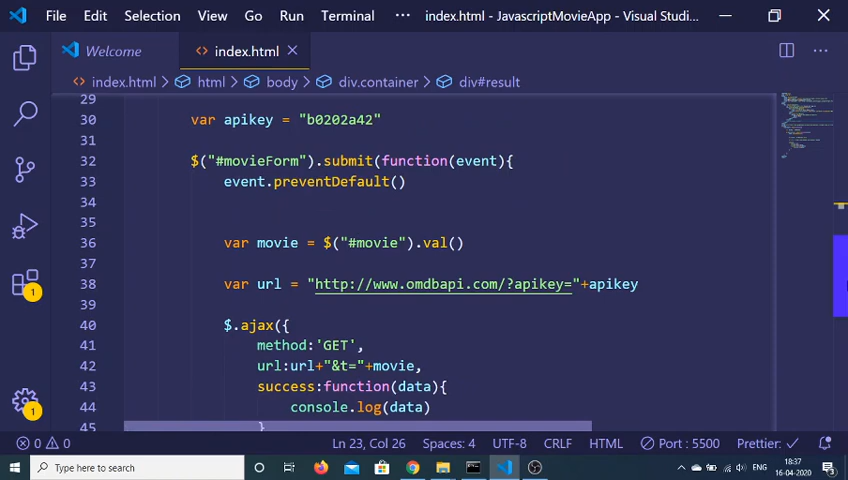 File Edit Selection View Go Run Terminal ··· index.html - JavascriptMovieApp - Visual Studi...
Welcome index.html
index.html > html > body > div.container > div#result
29
30 var apikey = "b0202a42"
31
32 $("#movieForm").submit(function(event){
33 event.preventDefault()
34
35
36 var movie = $("#movie").val()
37
38 var url = "http://www.omdbapi.com/?apikey="+apikey
39
40 $.ajax({
41 method:'GET',
42 url:url+"&t="+movie,
43 success:function(data){
44 console.log(data)
45 }
1
1
0 0 Ln 23, Col 26 Spaces: 4 UTF-8 CRLF HTML Port : 5500 Prettier: ✓
Type here to search ENG 18:37
16-04-2020 3